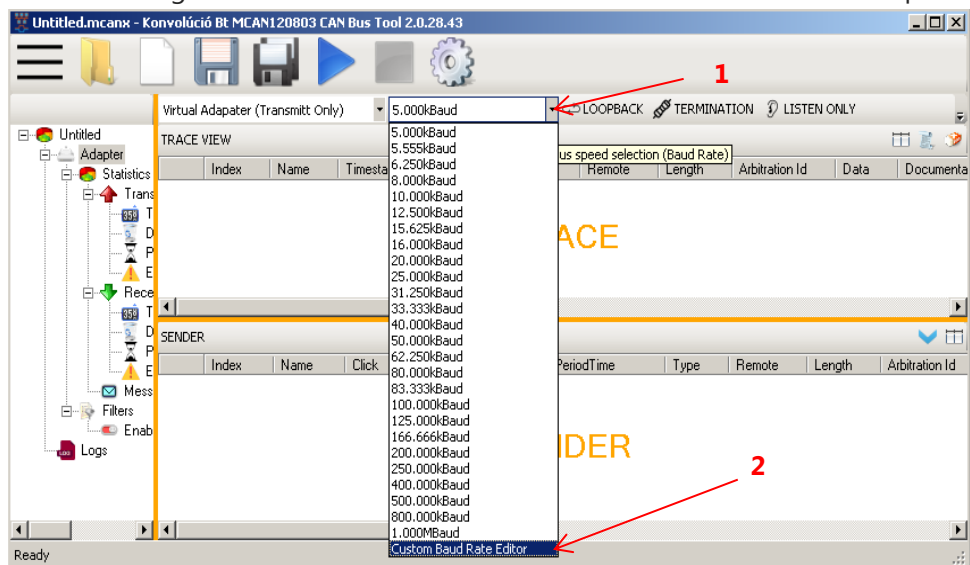 Untitled.mcanx - Konvolúció Bt MCAN120803 CAN Bus Tool 2.0.28.43
1
Virtual Adapater (Transmitt Only) 5.000kBaud LOOPBACK TERMINATION LISTEN ONLY
Untitled
Adapter
Statistics
Trans
T
D
P
E
Rece
T
D
P
E
Mess
Filters
Enab
Logs
TRACE VIEW
us speed selection (Baud Rate)
Index Name Timesta Remote Length Arbitration Id Data Documenta
ACE
5.000kBaud
5.555kBaud
6.250kBaud
8.000kBaud
10.000kBaud
12.500kBaud
15.625kBaud
16.000kBaud
20.000kBaud
25.000kBaud
31.250kBaud
33.333kBaud
40.000kBaud
50.000kBaud
62.250kBaud
80.000kBaud
83.333kBaud
100.000kBaud
125.000kBaud
166.666kBaud
200.000kBaud
250.000kBaud
400.000kBaud
500.000kBaud
800.000kBaud
1.000MBaud
Custom Baud Rate Editor
SENDER
Index Name Click PeriodTime Type Remote Length Arbitration Id
IDER
2
Ready